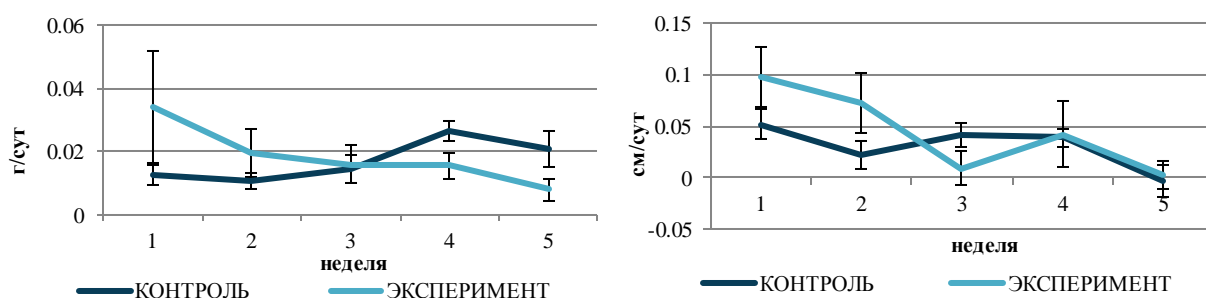 0.06
0.04
0.02
0
г/сут
1 2 3 4 5
неделя
КОНТРОЛЬ ЭКСПЕРИМЕНТ
0.15
0.1
0.05
0
-0.05
см/сут
1 2 3 4 5
неделя
КОНТРОЛЬ ЭКСПЕРИМЕНТ